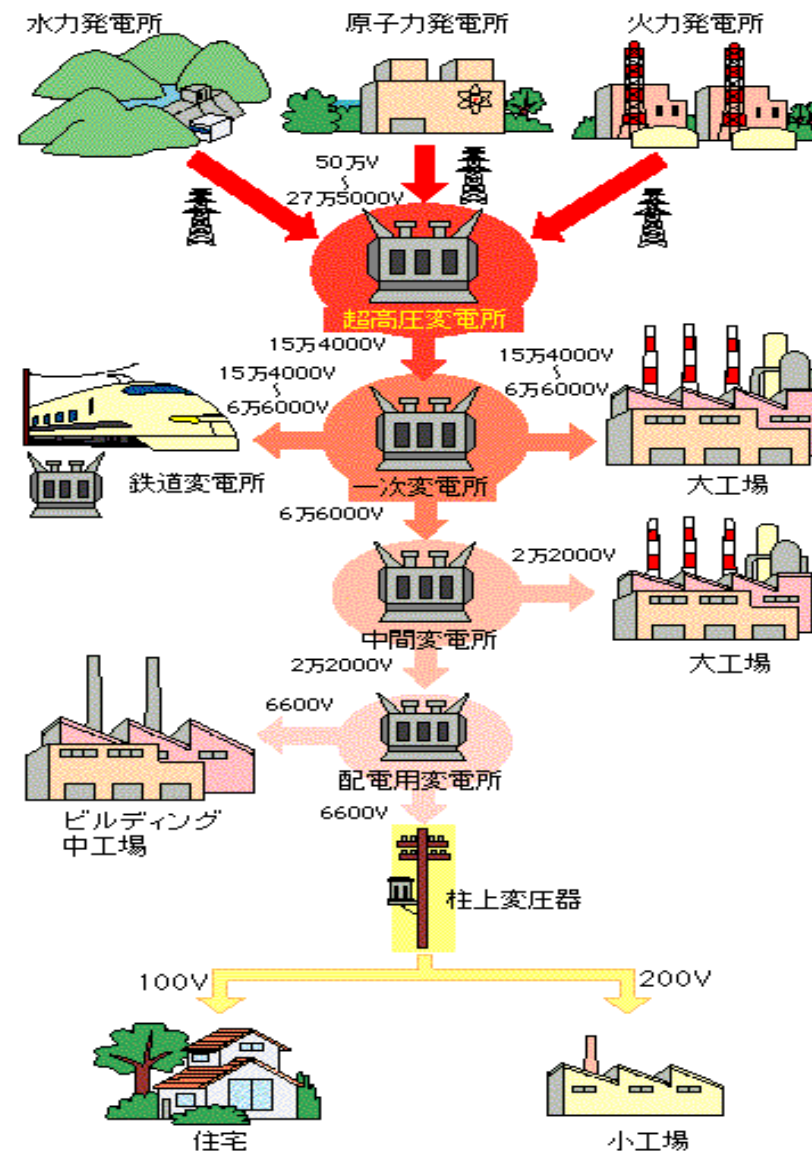 水力発電所
原子力発電所
火力発電所
50万V
~
27万5000V
超高圧変電所
15万4000V
15万4000V
~
6万6000V
15万4000V
~
6万6000V
鉄道変電所
一次変電所
大工場
6万6000V
2万2000V
中間変電所
大工場
2万2000V
6600V
配電用変電所
6600V
ビルディング
中工場
柱上変圧器
100V
200V
住宅
小工場